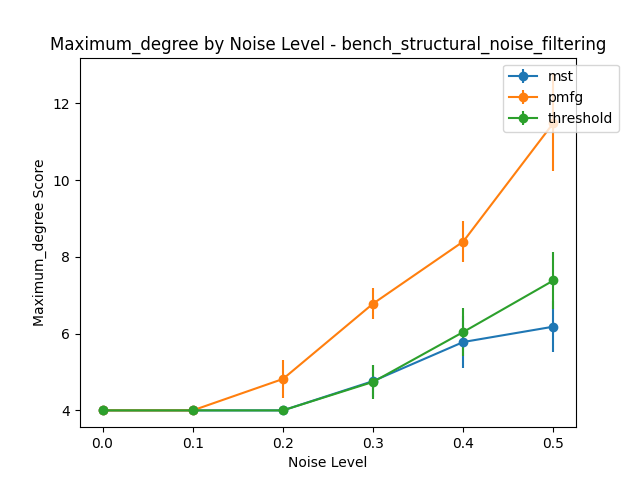 Maximum_degree by Noise Level - bench_structural_noise_filtering
mst
pmfg
threshold
Maximum_degree Score
12
10
8
6
4
0.0 0.1 0.2 0.3 0.4 0.5
Noise Level